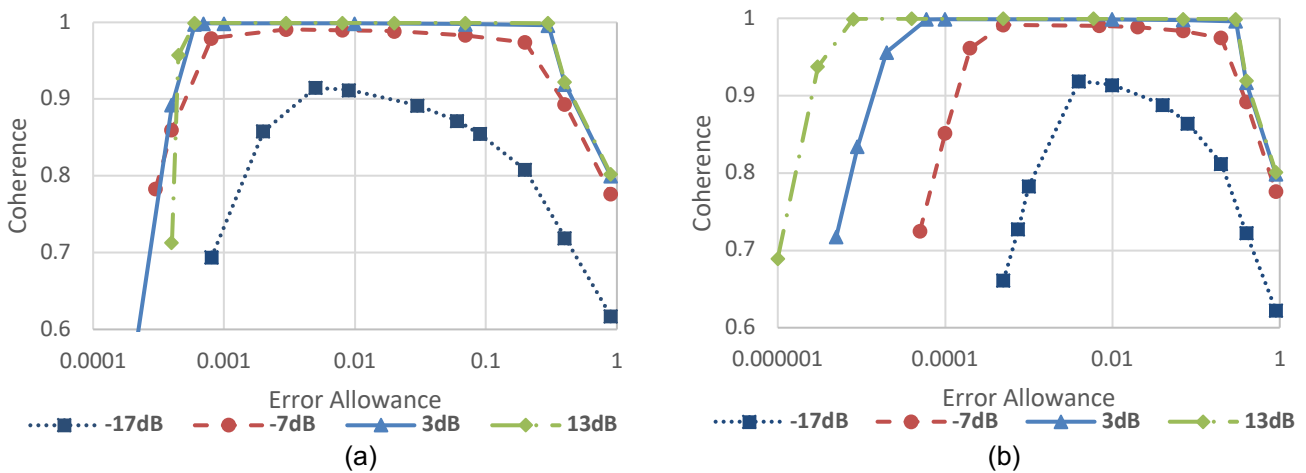 1
0.9
0.8
0.7
0.6
Coherence
0.0001 0.001 0.01 0.1 1
Error Allowance
-17dB -7dB 3dB 13dB
(a)
1
0.9
0.8
0.7
0.6
Coherence
0.000001 0.0001 0.01 1
Error Allowance
-17dB -7dB 3dB 13dB
(b)